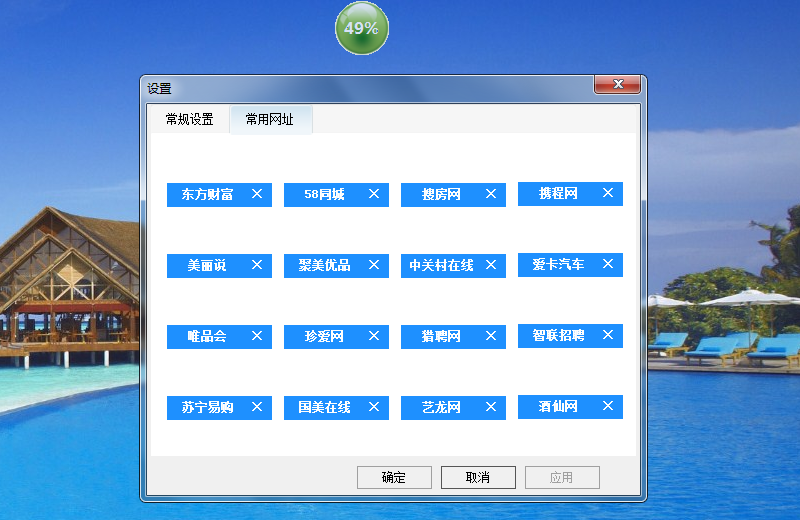 49%
设置
常规设置 常用网址
东方财富 58同城 搜房网 携程网
美丽说 聚美优品 中关村在线 爱卡汽车
唯品会 珍爱网 猎聘网 智联招聘
苏宁易购 国美在线 艺龙网 酒仙网
确定 取消 应用